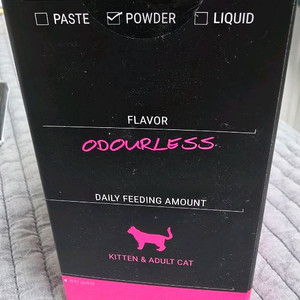 PASTE POWDER LIQUID
FLAVOR
ODOURLESS
DAILY FEEDING AMOUNT
KITTEN & ADULT CAT